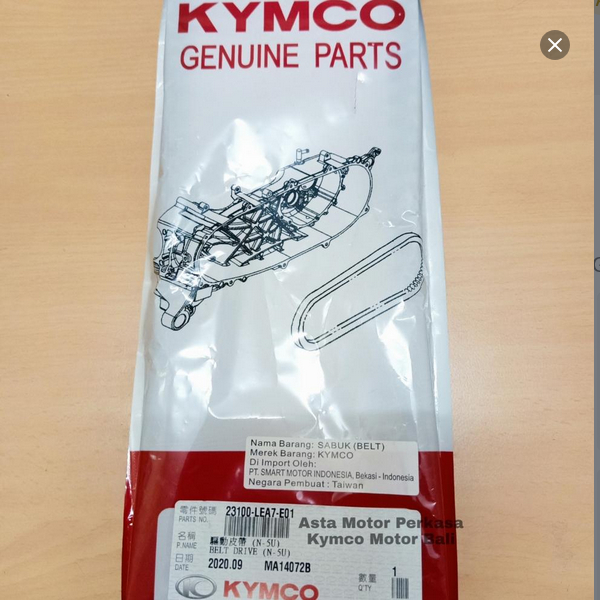 KYMCO
GENUINE PARTS
Nama Barang: SABUK (BELT)
Merek Barang: KYMCO
Di Import Oleh:
PT. SMART MOTOR INDONESIA, Bekasi - Indonesia
Negara Pembuat : Taiwan
零件號碼 23100-LEA7-E01
PARTS NO.
Asta Motor Perkasa
Kymco Motor Bali
名稱 驅動皮帶 (N-5U)
P.NAME BELT DRIVE (N-5U)
日期 2020.09 MA14072B 數量 1
DATE Q'TY
KYMCO